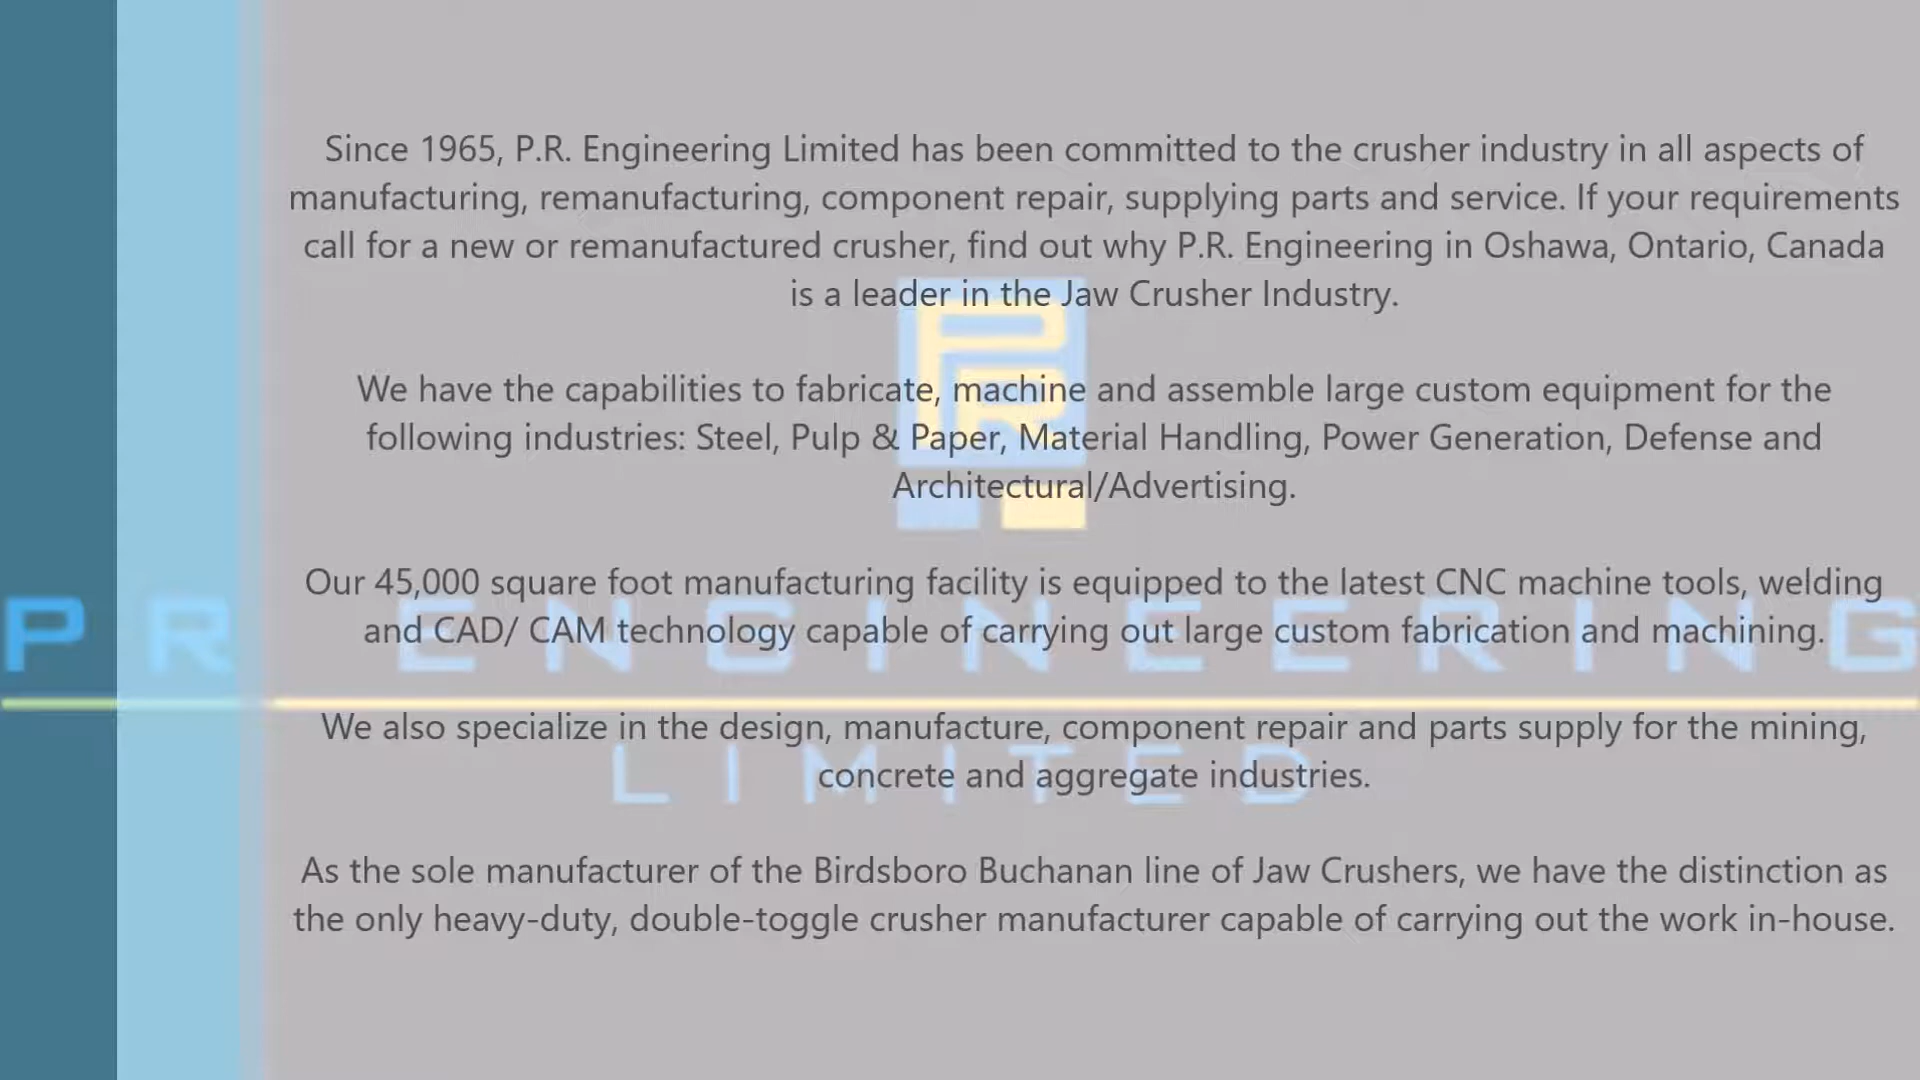 Since 1965, P.R. Engineering Limited has been committed to the crusher industry in all aspects of
manufacturing, remanufacturing, component repair, supplying parts and service. If your requirements
call for a new or remanufactured crusher, find out why P.R. Engineering in Oshawa, Ontario, Canada
is a leader in the Jaw Crusher Industry.
PR
We have the capabilities to fabricate, machine and assemble large custom equipment for the
following industries: Steel, Pulp & Paper, Material Handling, Power Generation, Defense and
Architectural/Advertising.
Our 45,000 square foot manufacturing facility is equipped to the latest CNC machine tools, welding
and CAD/ CAM technology capable of carrying out large custom fabrication and machining.
PR ENGINEERING
We also specialize in the design, manufacture, component repair and parts supply for the mining,
concrete and aggregate industries.
LIMITED
As the sole manufacturer of the Birdsboro Buchanan line of Jaw Crushers, we have the distinction as
the only heavy-duty, double-toggle crusher manufacturer capable of carrying out the work in-house.